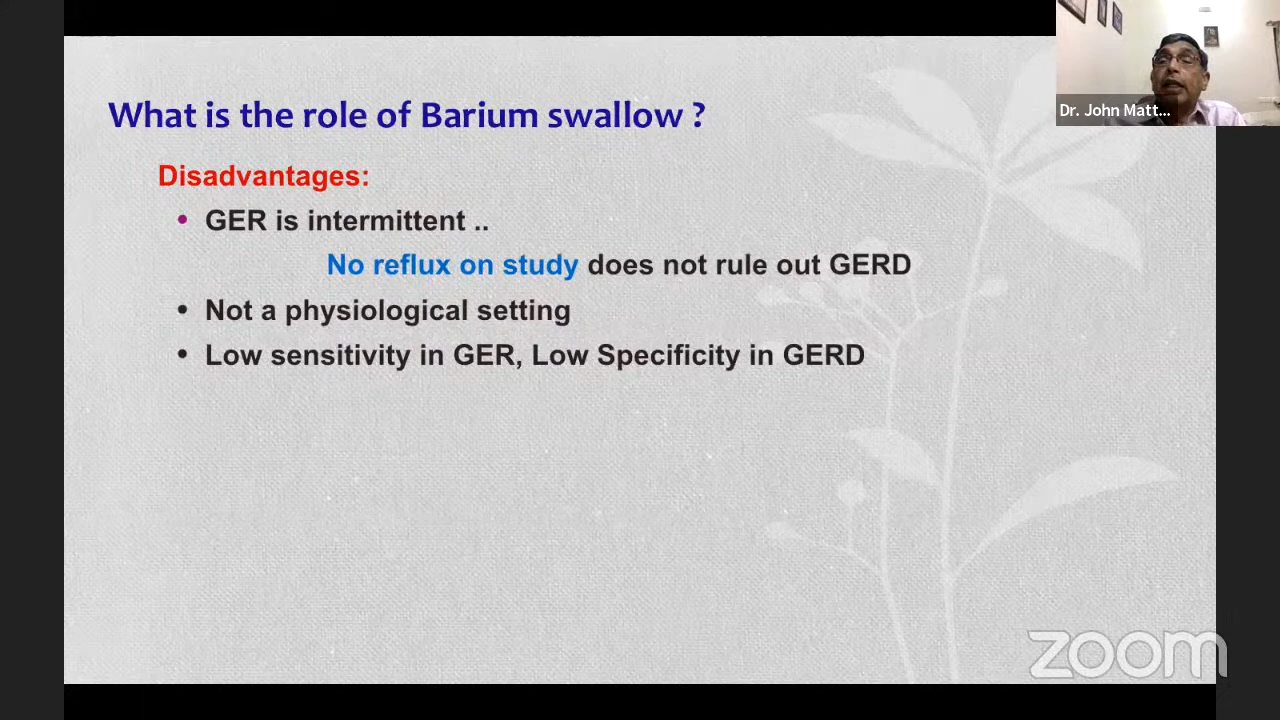 What is the role of Barium swallow ?
Disadvantages:
• GER is intermittent ..
No reflux on study does not rule out GERD
• Not a physiological setting
• Low sensitivity in GER, Low Specificity in GERD
Dr. John Matt...
zoom